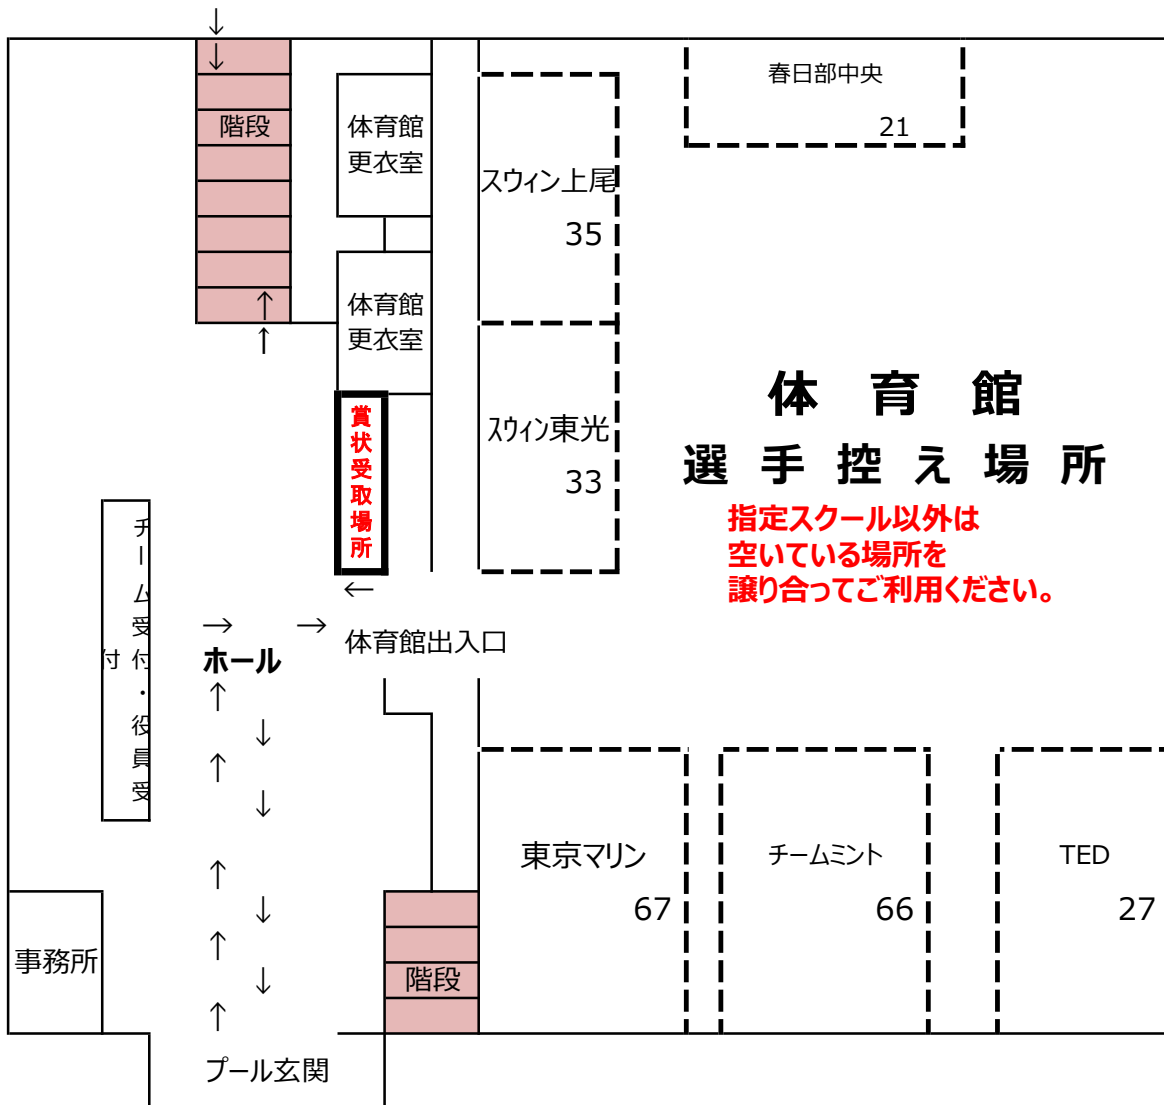 ↓
↓
階段
体育館
更衣室
春日部中央
21
スウィン上尾
35
体育館
更衣室
↑
↑
賞状受取場所
スウィン東光
33
体 育 館
選 手 控 え 場 所
指定スクール以外は
空いている場所を
譲り合ってご利用ください。
チーム受付・役員受
付
←
→ →
体育館出入口
ホール
↑
↓
↑
↓
↑
↓
↑
↓
↑
東京マリン
67
チームミント
66
TED
27
事務所
階段
プール玄関